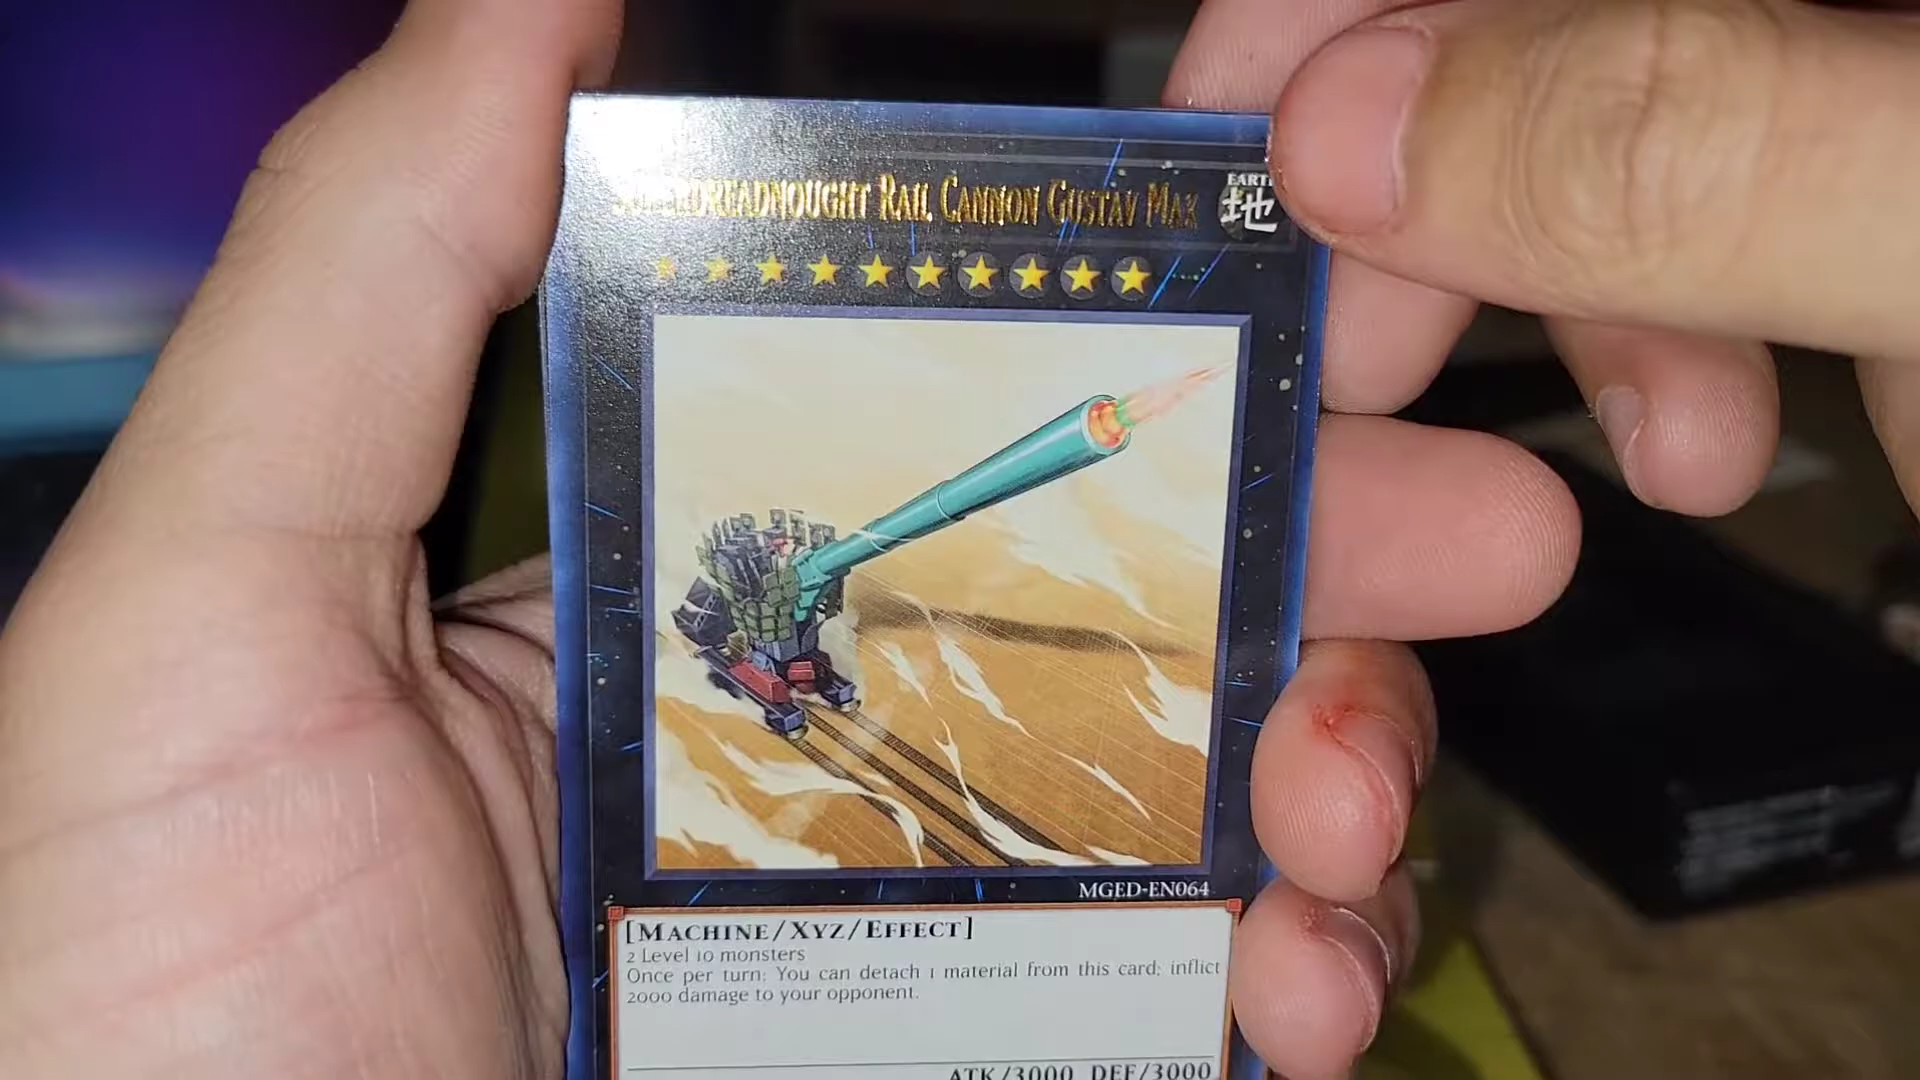 DREADNOUGHT RAIL CANNON GUSTAV MAX
EARTH
地
MGED-EN064
[MACHINE/XYZ/EFFECT]
2 Level 10 monsters
Once per turn: You can detach 1 material from this card; inflict
2000 damage to your opponent.
ATK/3000 DEF/3000